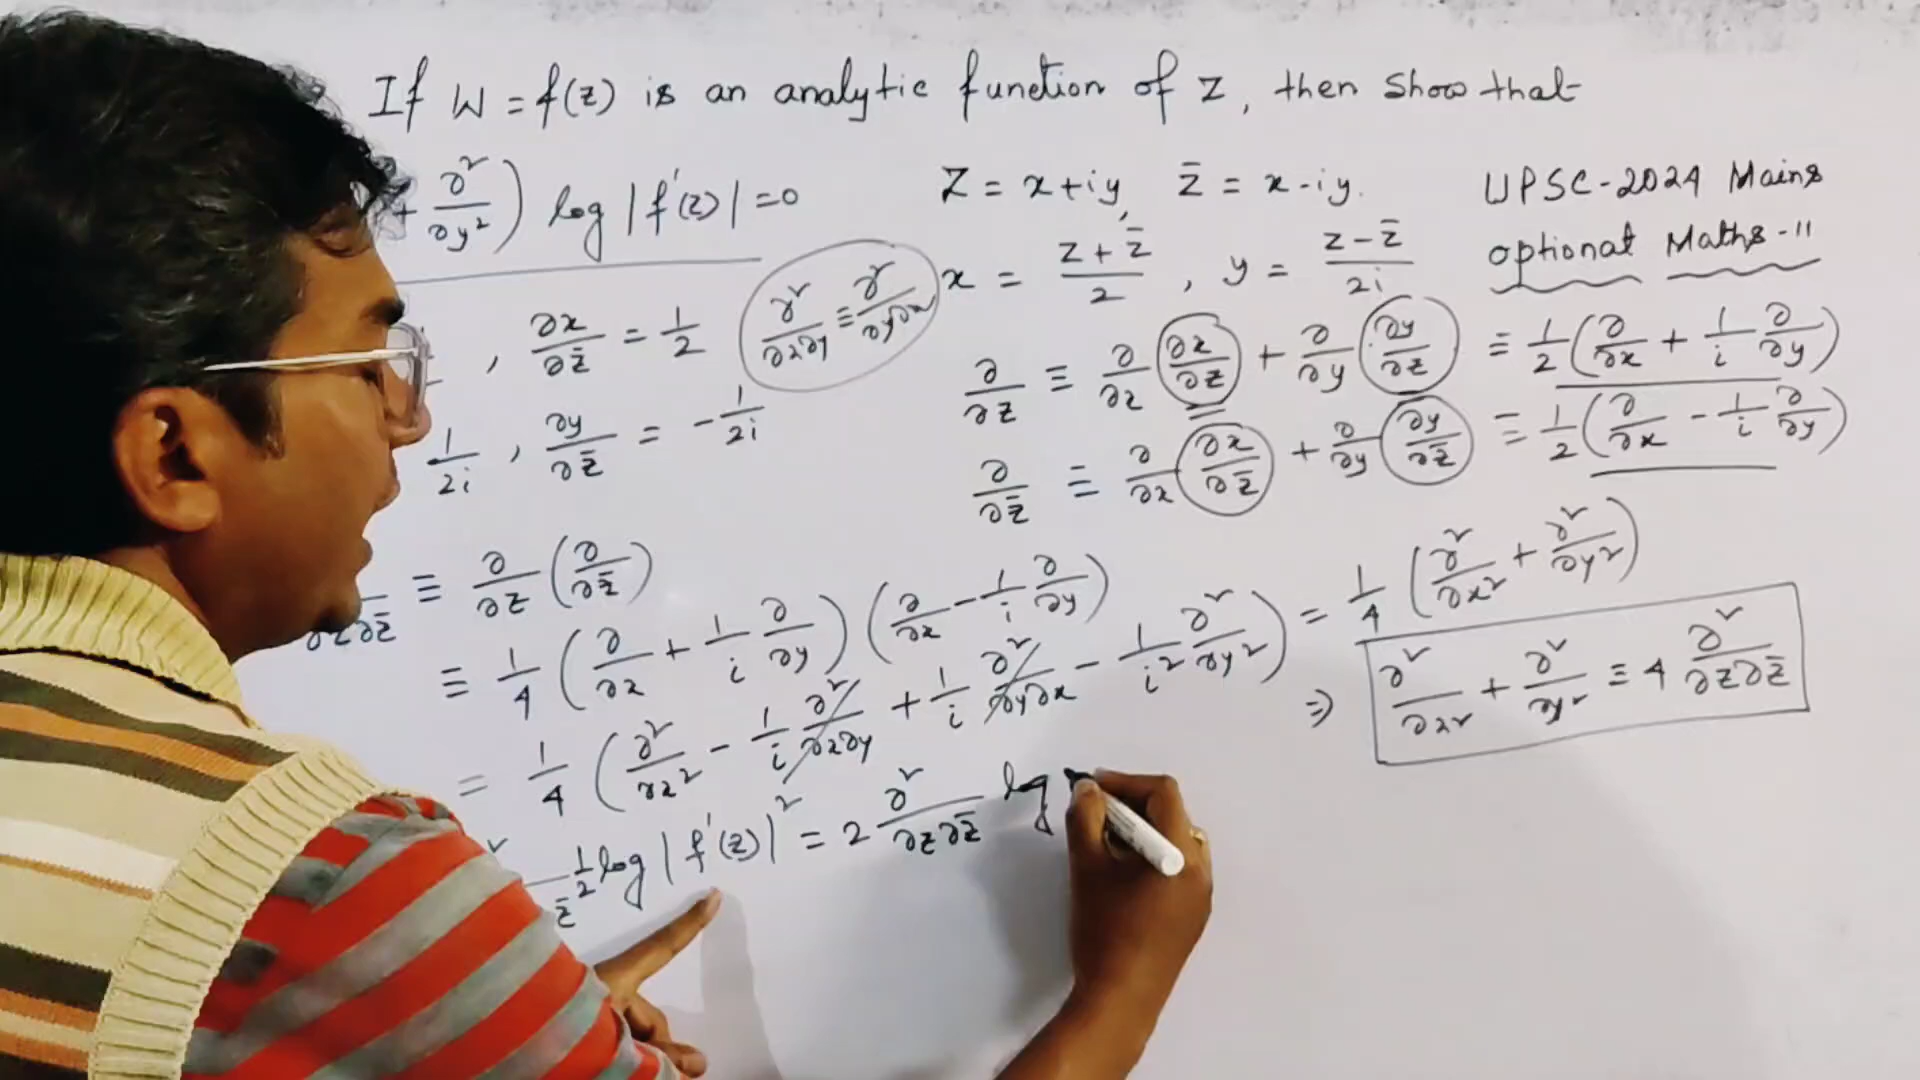 If W = f(z) is an analytic function of z, then show that
+ ∂²/∂y²) log |f'(z)| = 0
z = x+iy, z̄ = x-iy.
UPSC-2024 Mains
optional Maths-II
x = (z+z̄)/2, y = (z-z̄)/2i
, ∂x/∂z̄ = 1/2
∂²/∂x∂y ≡ ∂²/∂y∂x
∂/∂z ≡ ∂/∂x ∂x/∂z + ∂/∂y ∂y/∂z ≡ 1/2 (∂/∂x + 1/i ∂/∂y)
1/2i, ∂y/∂z̄ = -1/2i
∂/∂z̄ ≡ ∂/∂x ∂x/∂z̄ + ∂/∂y ∂y/∂z̄ ≡ 1/2 (∂/∂x - 1/i ∂/∂y)
∂z∂z̄ ≡ ∂/∂z (∂/∂z̄)
≡ 1/4 (∂/∂x + 1/i ∂/∂y) (∂/∂x - 1/i ∂/∂y)
= 1/4 (∂²/∂x² - 1/i ∂²/∂x∂y + 1/i ∂²/∂y∂x - 1/i² ∂²/∂y²) = 1/4 (∂²/∂x² + ∂²/∂y²)
⇒ ∂²/∂x² + ∂²/∂y² ≡ 4 ∂²/∂z∂z̄
z̄ 1/2 log |f'(z)|² = 2 ∂²/∂z∂z̄ log